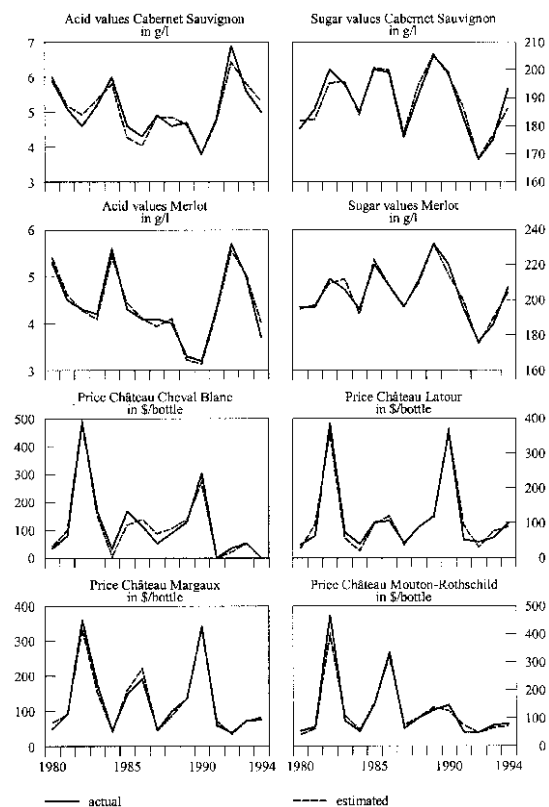 Acid values Cabernet Sauvignon
in g/l
7
6
5
4
3
Sugar values Cabernet Sauvignon
in g/l
210
200
190
180
170
160
Acid values Merlot
in g/l
6
5
4
3
Sugar values Merlot
in g/l
240
220
200
180
160
Price Château Cheval Blanc
in $/bottle
500
400
300
200
100
0
Price Château Latour
in $/bottle
400
300
200
100
0
Price Château Margaux
in $/bottle
400
300
200
100
0
1980 1985 1990 1994
Price Château Mouton-Rothschild
in $/bottle
500
400
300
200
100
0
1980 1985 1990 1994
actual estimated